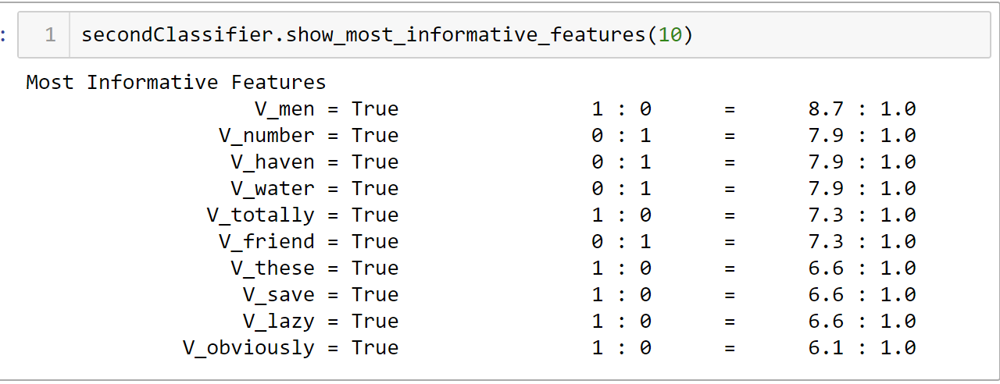 :
1 secondClassifier.show_most_informative_features(10)
Most Informative Features
V_men = True 1 : 0 = 8.7 : 1.0
V_number = True 0 : 1 = 7.9 : 1.0
V_haven = True 0 : 1 = 7.9 : 1.0
V_water = True 0 : 1 = 7.9 : 1.0
V_totally = True 1 : 0 = 7.3 : 1.0
V_friend = True 0 : 1 = 7.3 : 1.0
V_these = True 1 : 0 = 6.6 : 1.0
V_save = True 1 : 0 = 6.6 : 1.0
V_lazy = True 1 : 0 = 6.6 : 1.0
V_obviously = True 1 : 0 = 6.1 : 1.0